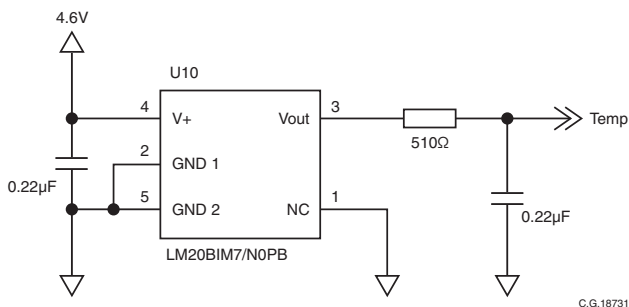 4.6V
U10
4
V+
Vout
3
510Ω
Temp
2
GND 1
0.22µF
5
GND 2
NC
1
0.22µF
LM20BIM7/N0PB
C.G.18731